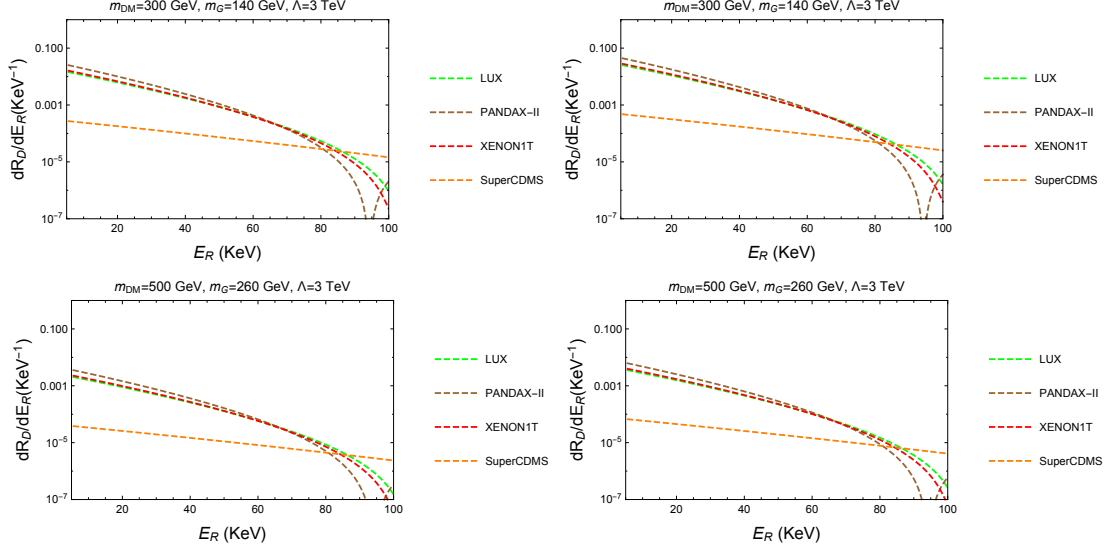 m_DM=300 GeV, m_G=140 GeV, Λ=3 TeV
dR_D/dE_R(KeV⁻¹)
0.100
0.001
10⁻⁵
10⁻⁷
20 40 60 80 100
E_R (KeV)
LUX
PANDAX-II
XENON1T
SuperCDMS
m_DM=300 GeV, m_G=140 GeV, Λ=3 TeV
dR_D/dE_R(KeV⁻¹)
0.100
0.001
10⁻⁵
10⁻⁷
20 40 60 80 100
E_R (KeV)
LUX
PANDAX-II
XENON1T
SuperCDMS
m_DM=500 GeV, m_G=260 GeV, Λ=3 TeV
dR_D/dE_R(KeV⁻¹)
0.100
0.001
10⁻⁵
10⁻⁷
20 40 60 80 100
E_R (KeV)
LUX
PANDAX-II
XENON1T
SuperCDMS
m_DM=500 GeV, m_G=260 GeV, Λ=3 TeV
dR_D/dE_R(KeV⁻¹)
0.100
0.001
10⁻⁵
10⁻⁷
20 40 60 80 100
E_R (KeV)
LUX
PANDAX-II
XENON1T
SuperCDMS